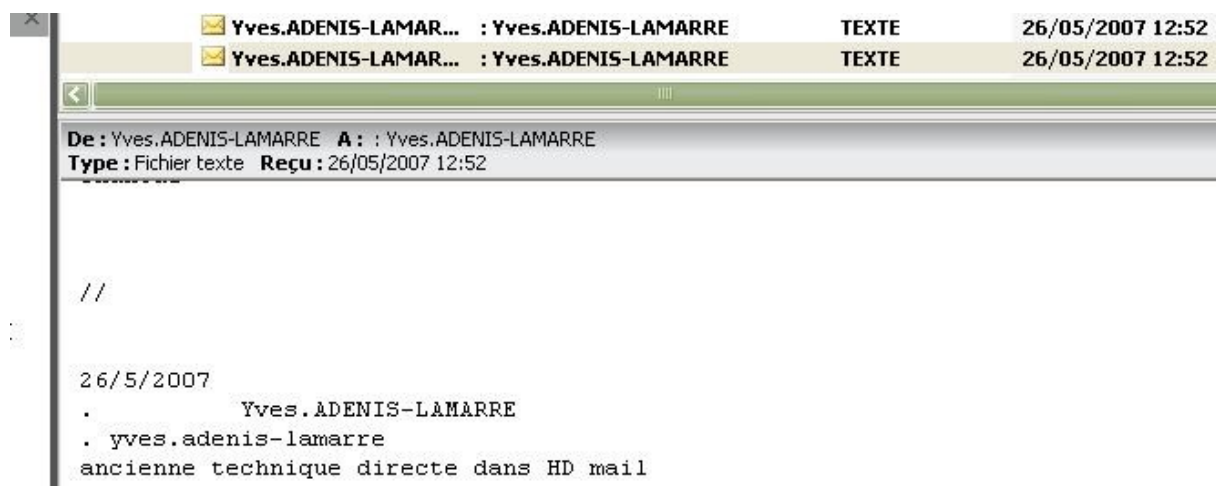 Yves.ADENIS-LAMAR... : Yves.ADENIS-LAMARRE TEXTE 26/05/2007 12:52
Yves.ADENIS-LAMAR... : Yves.ADENIS-LAMARRE TEXTE 26/05/2007 12:52
De : Yves.ADENIS-LAMARRE A : : Yves.ADENIS-LAMARRE
Type : Fichier texte Reçu : 26/05/2007 12:52
//
26/5/2007
. Yves.ADENIS-LAMARRE
. yves.adenis-lamarre
ancienne technique directe dans HD mail